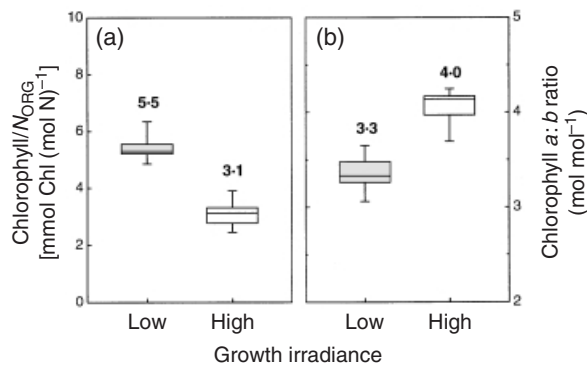 Chlorophyll/N_ORG
[mmol Chl (mol N)⁻¹]
10
8
6
4
2
0
(a)
5·5
3·1
Low
High
(b)
3·3
4·0
Low
High
5
4
3
2
Chlorophyll a: b ratio
(mol mol⁻¹)
Growth irradiance